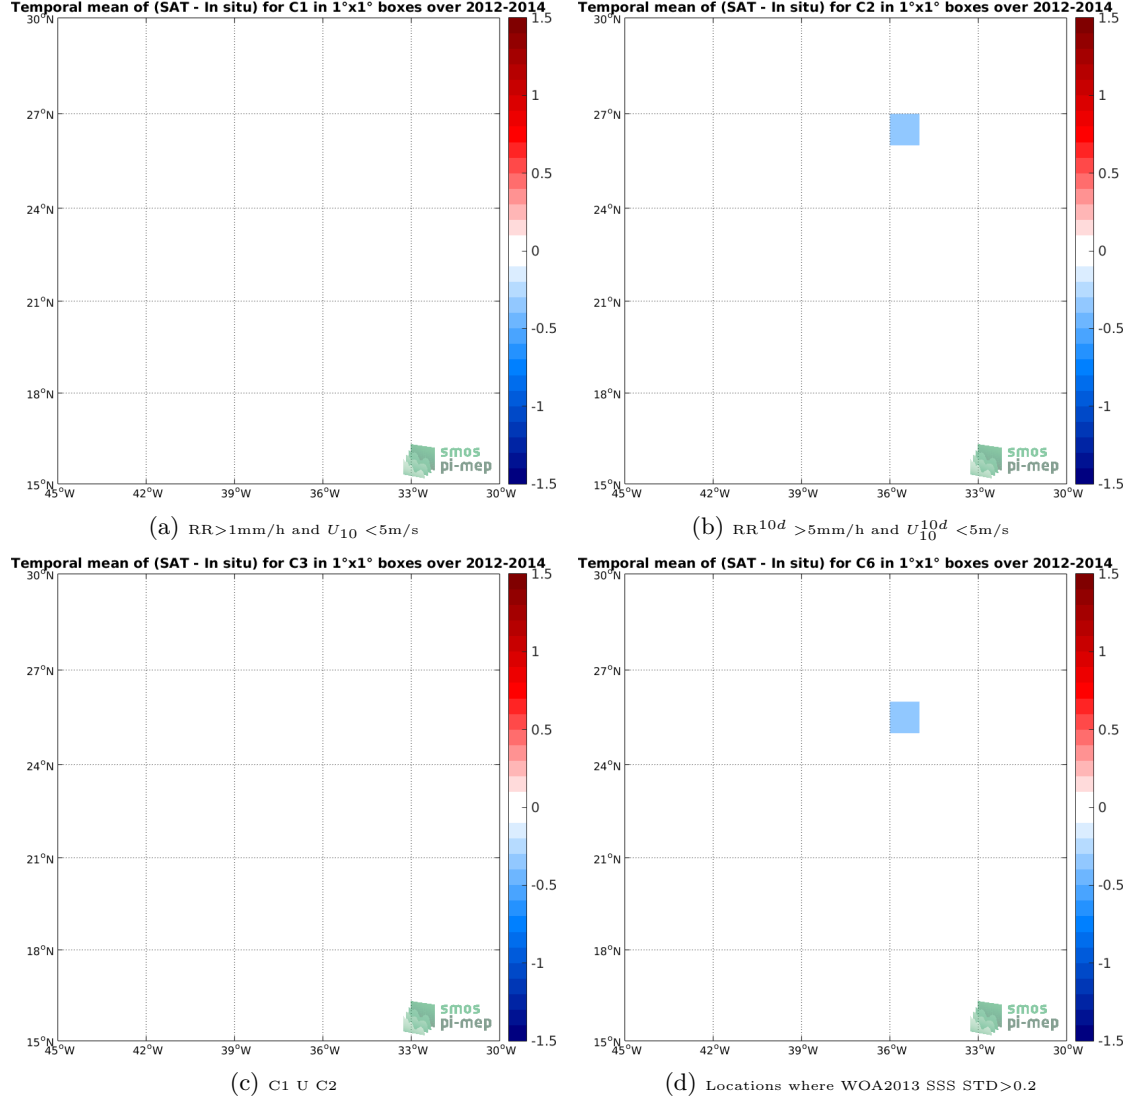 Temporal mean of (SAT - In situ) for C1 in 1°x1° boxes over 2012-2014
30°N
27°N
24°N
21°N
18°N
15°N
45°W 42°W 39°W 36°W 33°W 30°W
1.5
1
0.5
0
-0.5
-1
-1.5
smos
pi-mep
(a) RR>1mm/h and U10 <5m/s
Temporal mean of (SAT - In situ) for C2 in 1°x1° boxes over 2012-2014
30°N
27°N
24°N
21°N
18°N
15°N
45°W 42°W 39°W 36°W 33°W 30°W
1.5
1
0.5
0
-0.5
-1
-1.5
smos
pi-mep
(b) RR10d >5mm/h and U10d10 <5m/s
Temporal mean of (SAT - In situ) for C3 in 1°x1° boxes over 2012-2014
30°N
27°N
24°N
21°N
18°N
15°N
45°W 42°W 39°W 36°W 33°W 30°W
1.5
1
0.5
0
-0.5
-1
-1.5
smos
pi-mep
(c) C1 U C2
Temporal mean of (SAT - In situ) for C6 in 1°x1° boxes over 2012-2014
30°N
27°N
24°N
21°N
18°N
15°N
45°W 42°W 39°W 36°W 33°W 30°W
1.5
1
0.5
0
-0.5
-1
-1.5
smos
pi-mep
(d) Locations where WOA2013 SSS STD>0.2